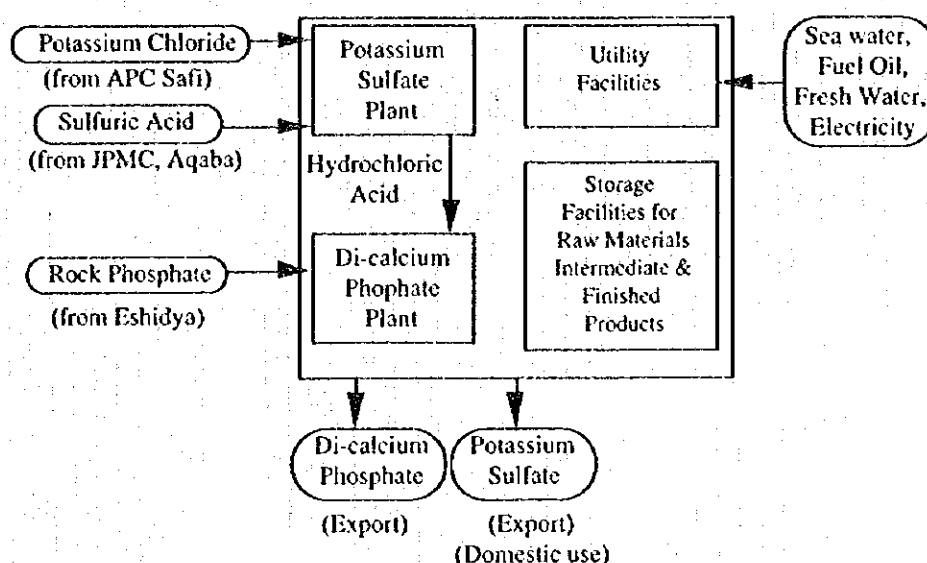 Potassium Chloride
(from APC Safi)
Sulfuric Acid
(from JPMC, Aqaba)
Rock Phosphate
(from Eshidya)
Potassium
Sulfate
Plant
Hydrochloric
Acid
Di-calcium
Phophate
Plant
Utility
Facilities
Storage
Facilities for
Raw Materials
Intermediate &
Finished
Products
Sea water,
Fuel Oil,
Fresh Water,
Electricity
Di-calcium
Phosphate
(Export)
Potassium
Sulfate
(Export)
(Domestic use)